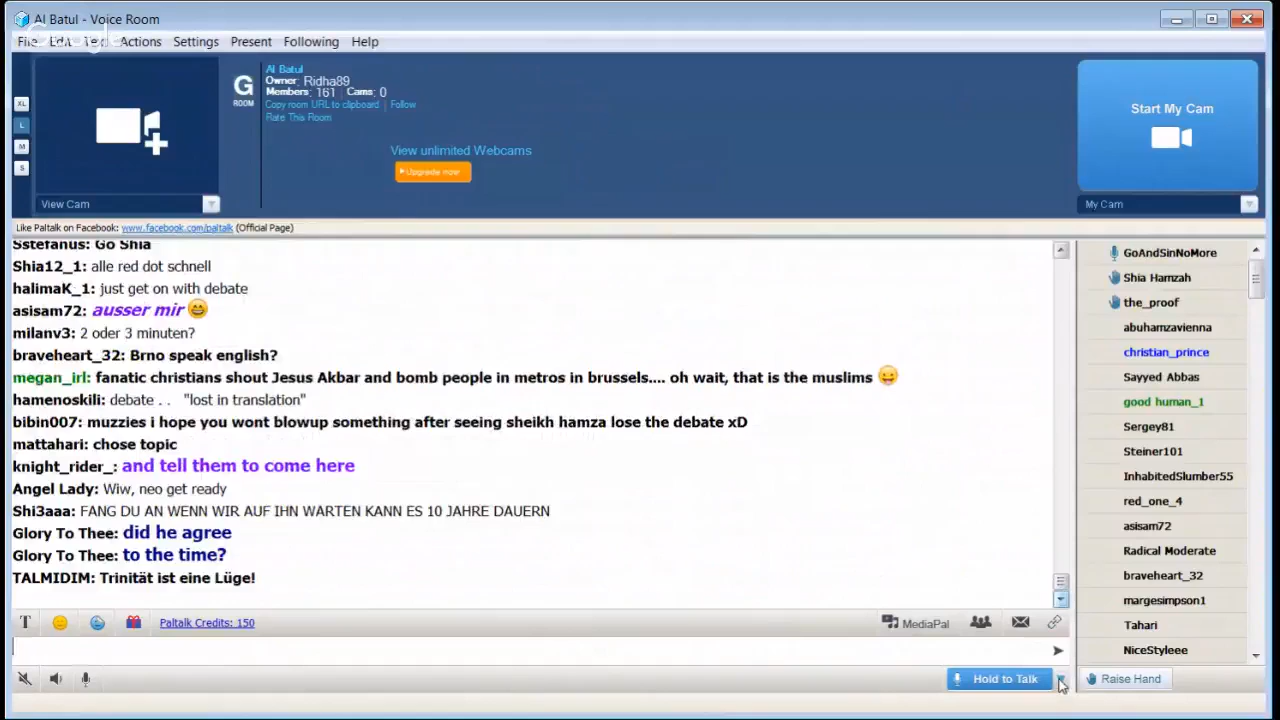 Al Batul - Voice Room
File Edit Text Actions Settings Present Following Help
Google
XL
L
M
S
G
ROOM
Al Batul
Owner: Ridha89
Members: 161 Cams: 0
Copy room URL to clipboard | Follow
Rate This Room
View unlimited Webcams
Upgrade now
Start My Cam
View Cam
My Cam
Like Paltalk on Facebook: www.facebook.com/paltalk (Official Page)
Sstefanus: Go Shia
Shia12_1: alle red dot schnell
halimaK_1: just get on with debate
asisam72: ausser mir
milanv3: 2 oder 3 minuten?
braveheart_32: Brno speak english?
megan_irl: fanatic christians shout Jesus Akbar and bomb people in metros in brussels.... oh wait, that is the muslims
hamenoskili: debate . . "lost in translation"
bibin007: muzzies i hope you wont blowup something after seeing sheikh hamza lose the debate xD
mattahari: chose topic
knight_rider_: and tell them to come here
Angel Lady: Wiw, neo get ready
Shi3aaa: FANG DU AN WENN WIR AUF IHN WARTEN KANN ES 10 JAHRE DAUERN
Glory To Thee: did he agree
Glory To Thee: to the time?
TALMIDIM: Trinität ist eine Lüge!
GoAndSinNoMore
Shia Hamzah
the_proof
abuhamzavienna
christian_prince
Sayyed Abbas
good human_1
Sergey81
Steiner101
InhabitedSlumber55
red_one_4
asisam72
Radical Moderate
braveheart_32
margesimpson1
Tahari
NiceStyleee
T
Paltalk Credits: 150
MediaPal
Hold to Talk
Raise Hand